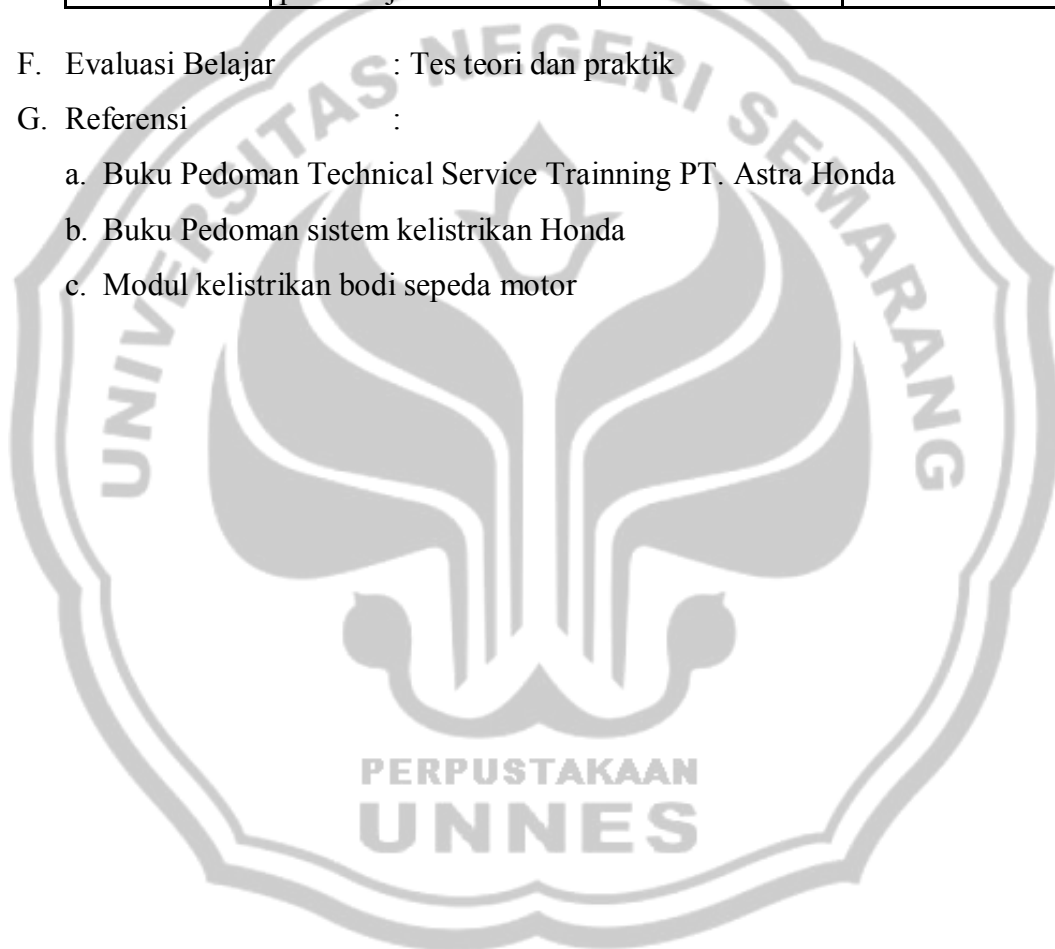 F. Evaluasi Belajar : Tes teori dan praktik
G. Referensi :
a. Buku Pedoman Technical Service Trainning PT. Astra Honda
b. Buku Pedoman sistem kelistrikan Honda
c. Modul kelistrikan bodi sepeda motor
UNIVERSITAS NEGERI SEMARANG
PERPUSTAKAAN
UNNES